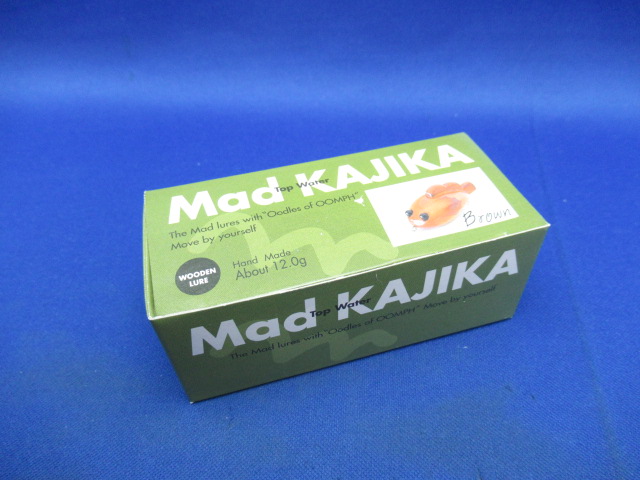 Mad KAJIKA
Top Water
The Mad lures with "Oodles of OOMPH"
Move by yourself
Brown
WOODEN
LURE
Hand Made
About 12.0g
Mad KAJIKA
Top Water
The Mad lures with "Oodles of OOMPH" Move by yourself